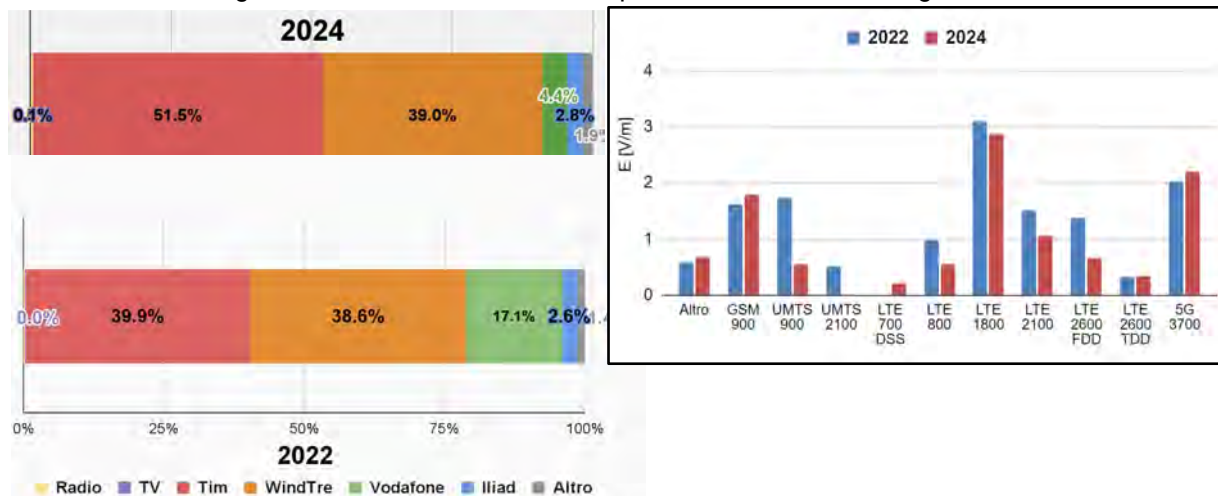 2024
0.1% 51.5% 39.0% 4.4% 2.8% 1.9%
0.0% 39.9% 38.6% 17.1% 2.6%
0% 25% 50% 75% 100%
2022
Radio TV Tim WindTre Vodafone Iliad Altro
2022 2024
E [V/m]
4
3
2
1
0
Altro GSM UMTS UMTS LTE LTE LTE LTE LTE LTE 5G
900 900 2100 700 800 1800 2100 2600 2600 3700
DSS FDD TDD